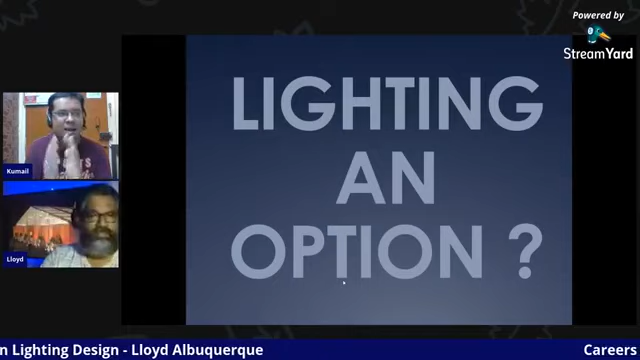 Powered by
StreamYard
LIGHTING
AN
OPTION ?
Kumail
Lloyd
n Lighting Design - Lloyd Albuquerque
Careers